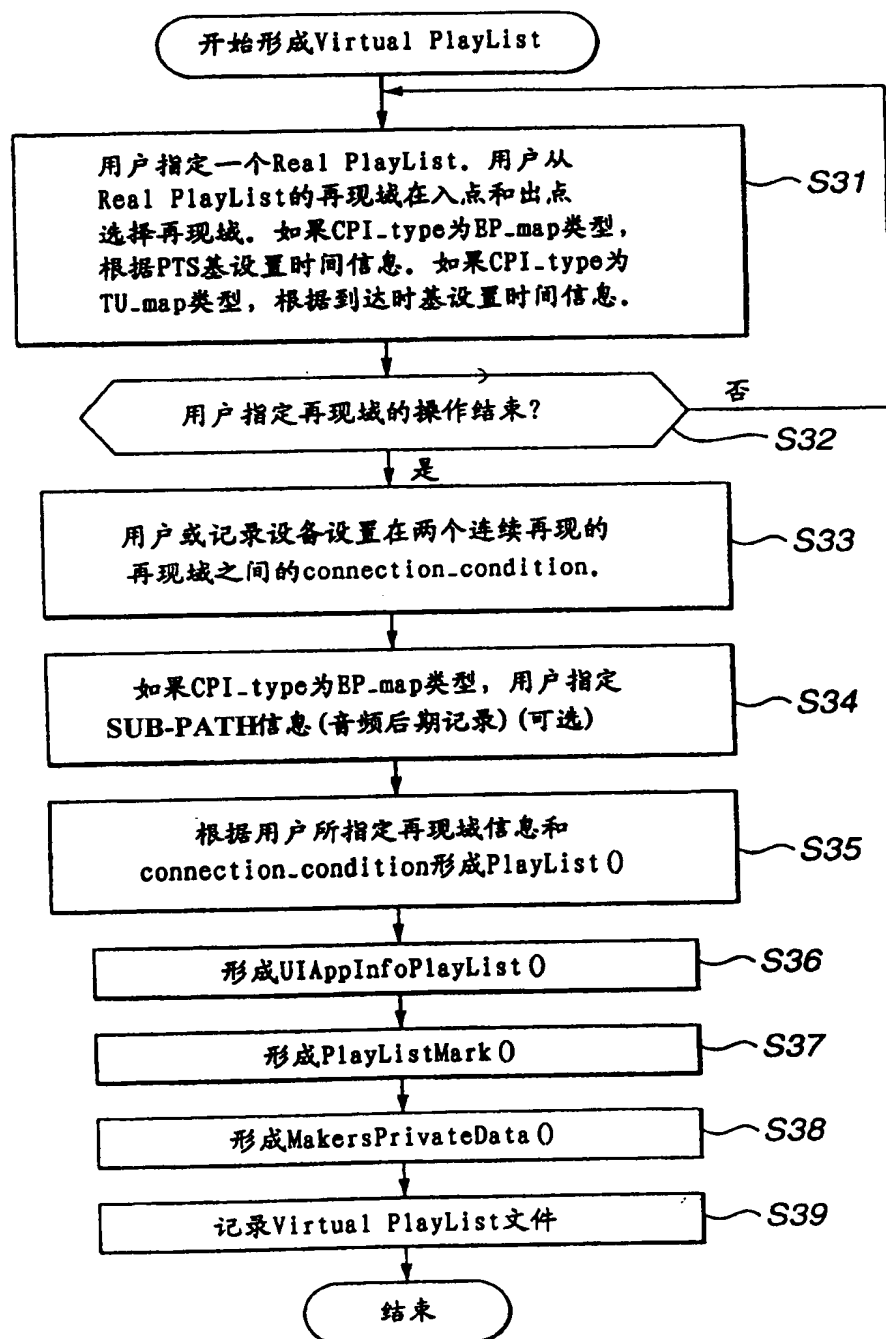 开始形成Virtual PlayList
用户指定一个Real PlayList. 用户从
Real PlayList的再现域在入点和出点
选择再现域。如果CPI_type为EP_map类型，
根据PTS基设置时间信息。如果CPI_type为
TU_map类型，根据到达时基设置时间信息。
S31
用户指定再现域的操作结束？
否
S32
是
用户或记录设备设置在两个连续再现的
再现域之间的connection_condition.
S33
如果CPI_type为EP_map类型，用户指定
SUB-PATH信息(音频后期记录)(可选)
S34
根据用户所指定再现域信息和
connection_condition形成PlayList()
S35
形成UIAppInfoPlayList()
S36
形成PlayListMark()
S37
形成MakersPrivateData()
S38
记录Virtual PlayList文件
S39
结束